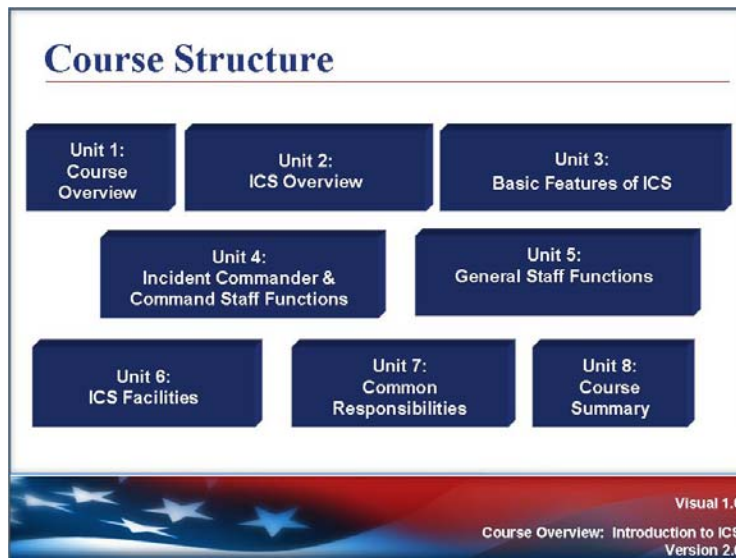 Course Structure
Unit 1:
Course
Overview
Unit 2:
ICS Overview
Unit 3:
Basic Features of ICS
Unit 4:
Incident Commander &
Command Staff Functions
Unit 5:
General Staff Functions
Unit 6:
ICS Facilities
Unit 7:
Common
Responsibilities
Unit 8:
Course
Summary
Visual
Course Overview: Introduction to ICS
Version